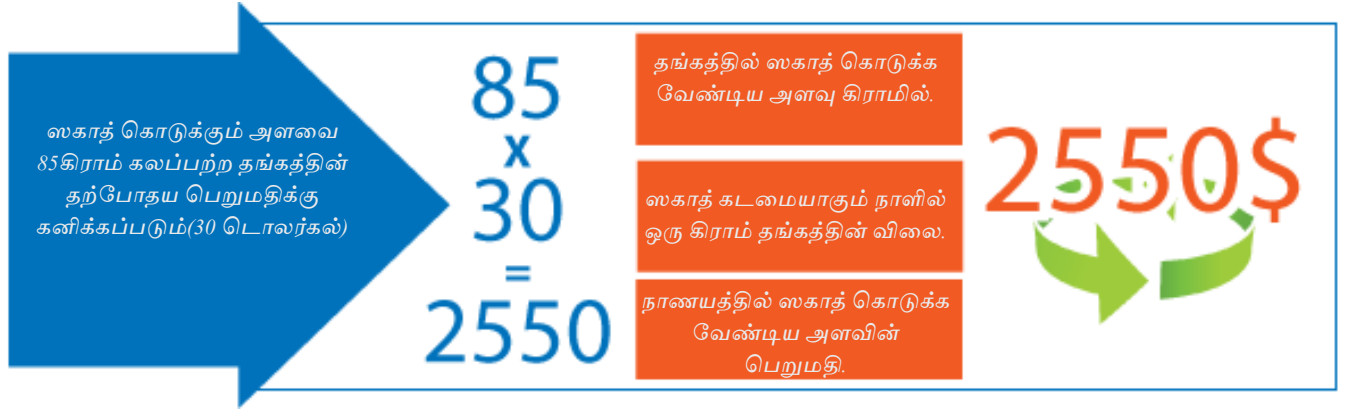 ஸகாத் கொடுக்கும் அளவை
85கிராம் கலப்பற்ற தங்கத்தின்
தற்போதய பெறுமதிக்கு
கனிக்கப்படும்(30 டொலர்கல்)
85
x
30
=
2550
தங்கத்தில் ஸகாத் கொடுக்க
வேண்டிய அளவு கிராமில்.
ஸகாத் கடமையாகும் நாளில்
ஒரு கிராம் தங்கத்தின் விலை.
நாணயத்தில் ஸகாத் கொடுக்க
வேண்டிய அளவின்
பெறுமதி.
2550$